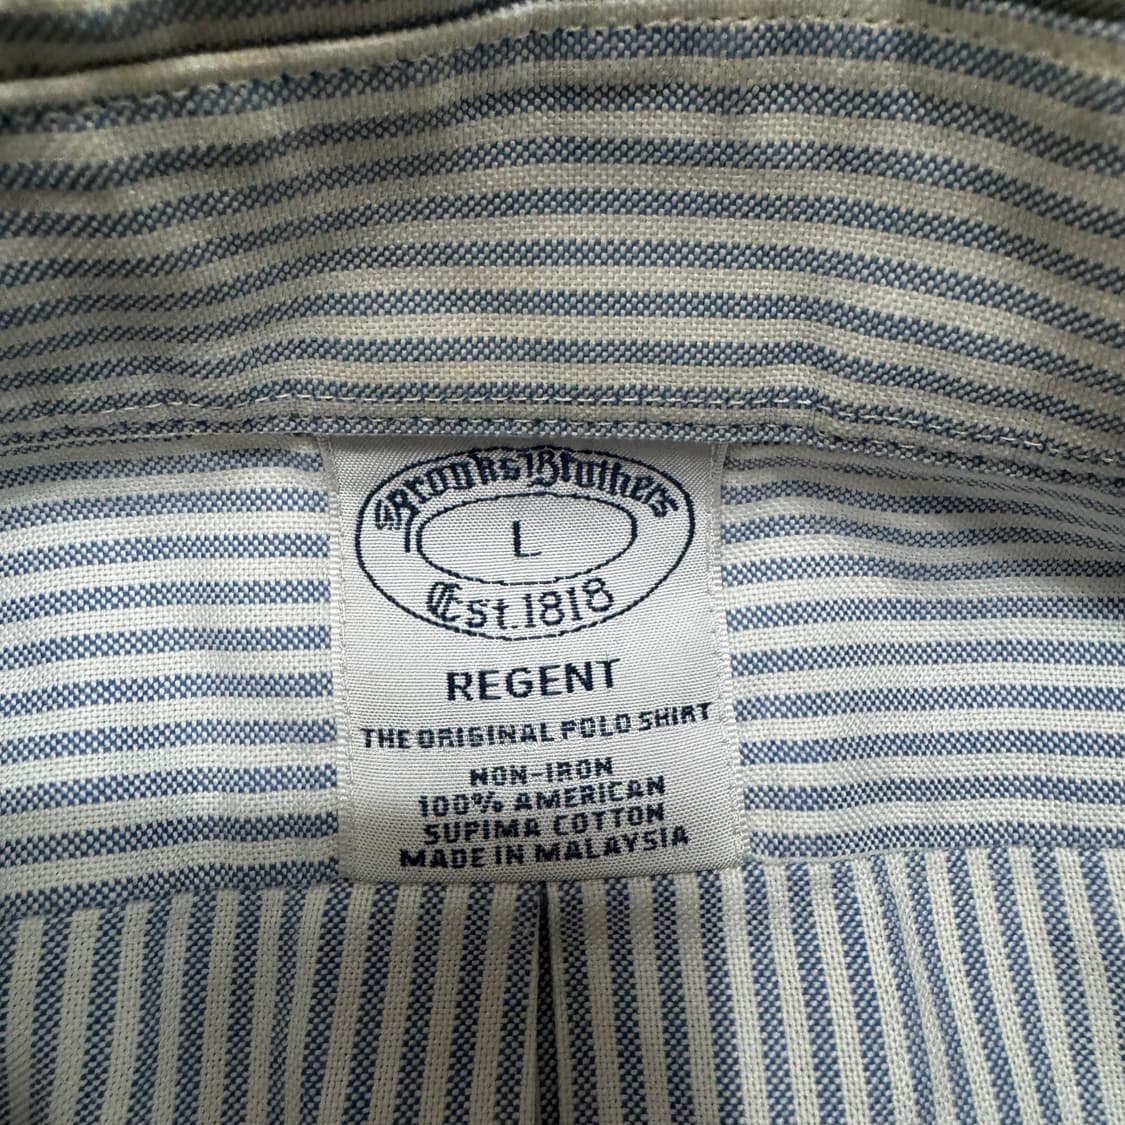 Brooks Brothers
L
Est. 1818
REGENT
THE ORIGINAL POLO SHIRT
NON-IRON
100% AMERICAN
SUPIMA COTTON
MADE IN MALAYSIA